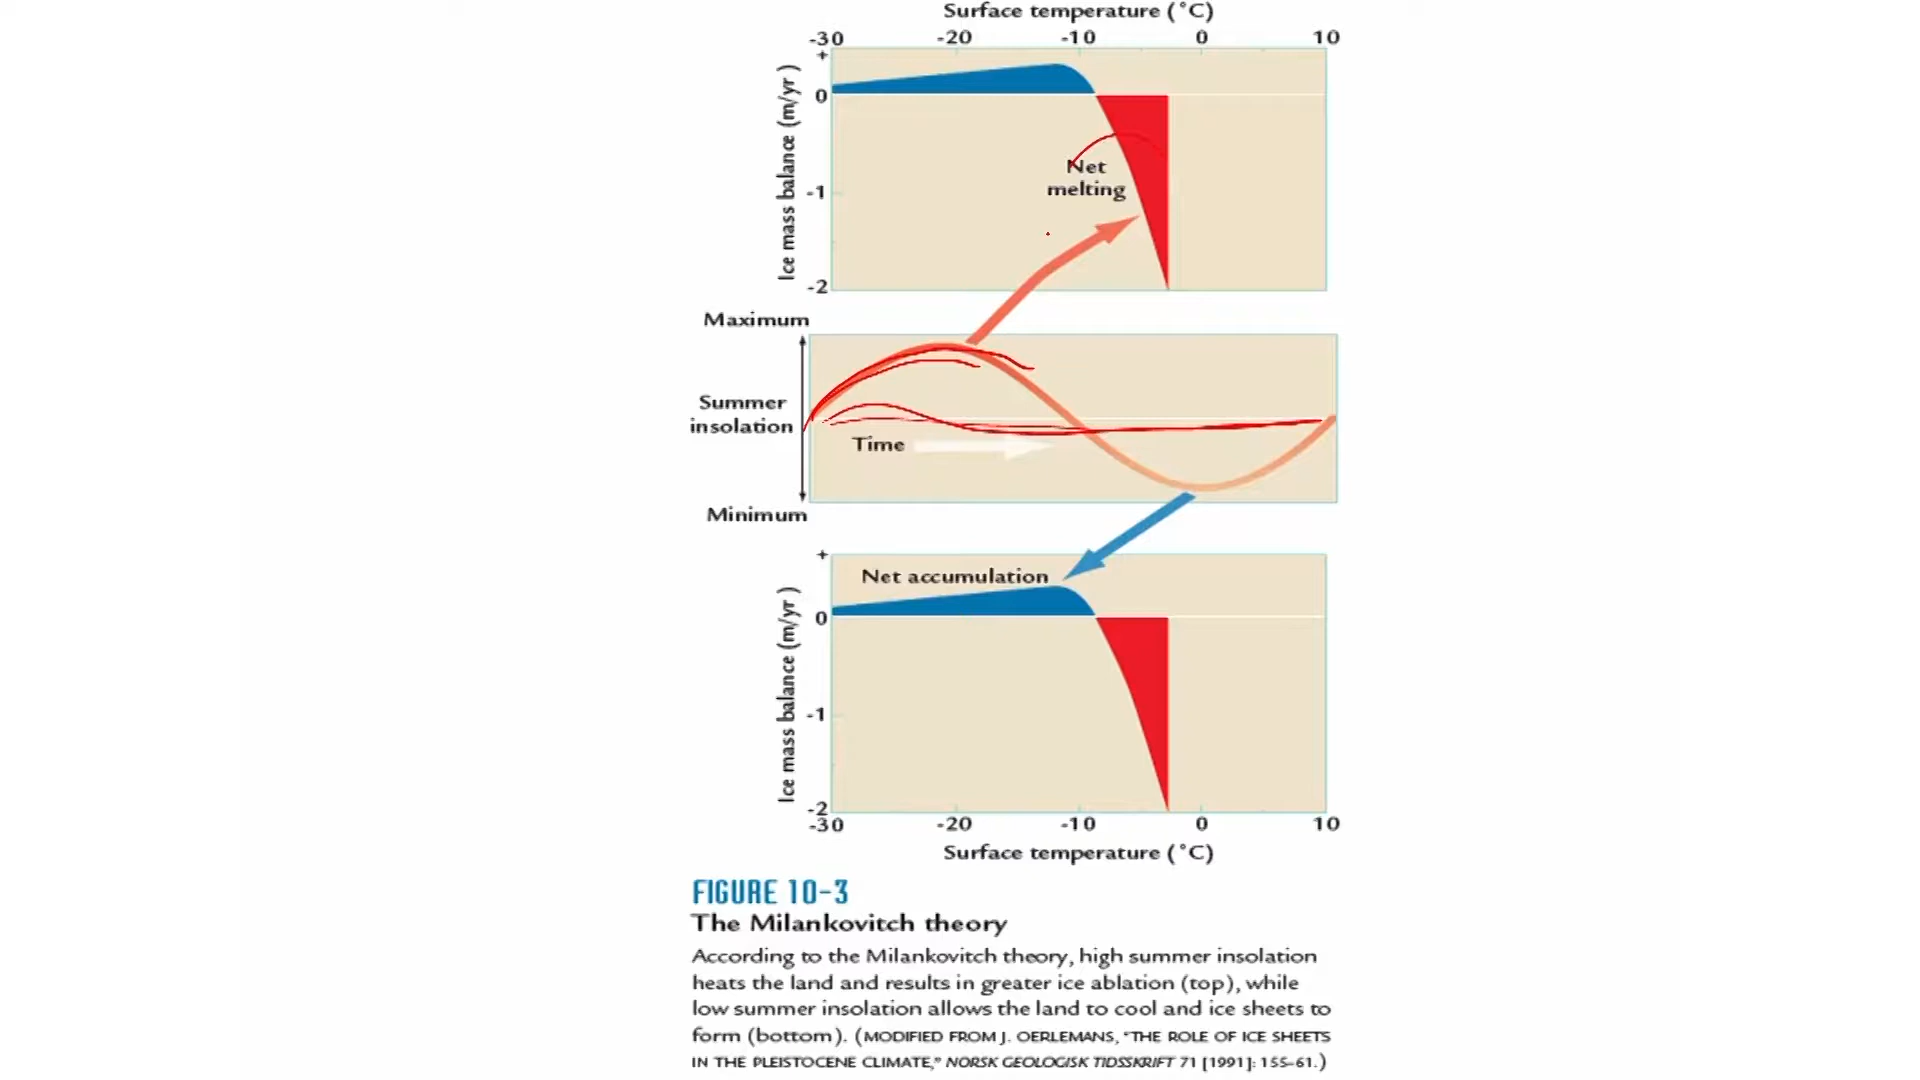 Surface temperature (°C)
-30 -20 -10 0 10
+
0
-1
-2
Ice mass balance (m/yr)
Net
melting
Maximum
Summer
insolation
Time
Minimum
+
0
-1
-2
Ice mass balance (m/yr)
Net accumulation
-30 -20 -10 0 10
Surface temperature (°C)
FIGURE 10-3
The Milankovitch theory
According to the Milankovitch theory, high summer insolation
heats the land and results in greater ice ablation (top), while
low summer insolation allows the land to cool and ice sheets to
form (bottom). (MODIFIED FROM J. OERLEMANS, "THE ROLE OF ICE SHEETS
IN THE PLEISTOCENE CLIMATE," NORSK GEOLOGISK TIDSSKRIFT 71 [1991]: 155-61.)